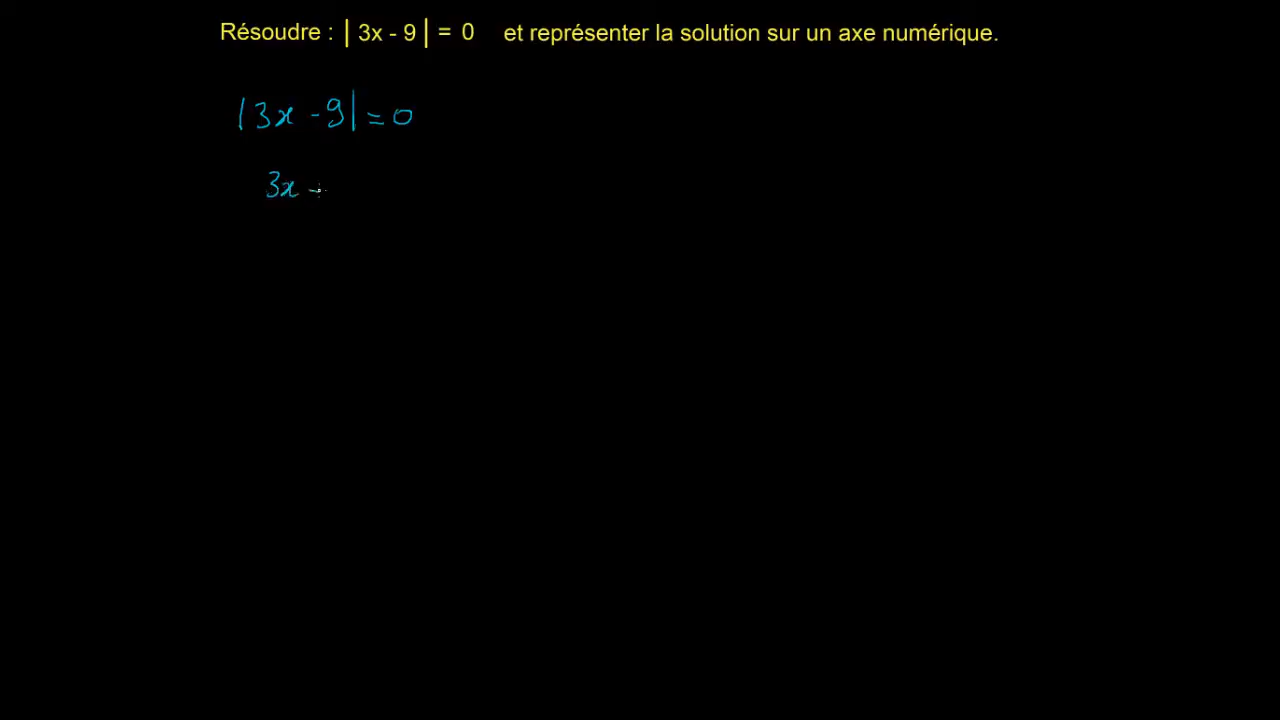 Résoudre : | 3x - 9 | = 0 et représenter la solution sur un axe numérique.
|3x - 9| = 0
3x -